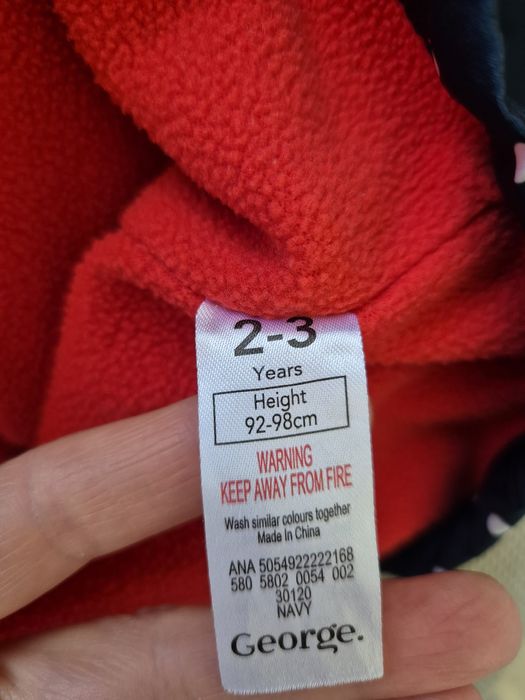 2-3
Years
Height
92-98cm
WARNING
KEEP AWAY FROM FIRE
Wash similar colours together
Made In China
ANA 5054922222168
580 5802 0054 002
30120
NAVY
George.